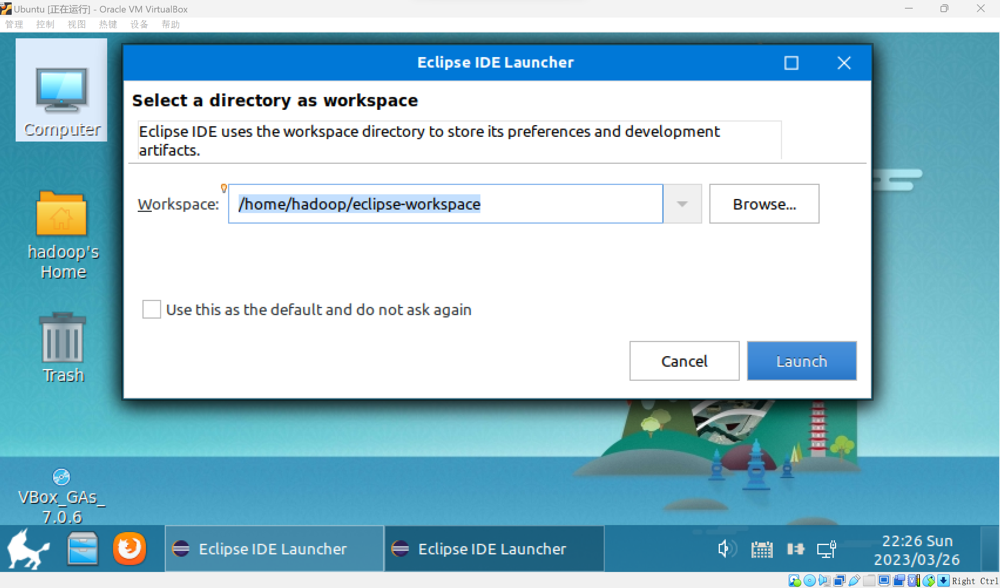 Ubuntu [正在运行] - Oracle VM VirtualBox
管理 控制 视图 热键 设备 帮助
Eclipse IDE Launcher
Select a directory as workspace
Eclipse IDE uses the workspace directory to store its preferences and development
artifacts.
Workspace: /home/hadoop/eclipse-workspace Browse...
Use this as the default and do not ask again
Cancel Launch
Computer
hadoop's
Home
Trash
VBox_GAs_
7.0.6
Eclipse IDE Launcher Eclipse IDE Launcher
22:26 Sun
2023/03/26
Right Ctrl